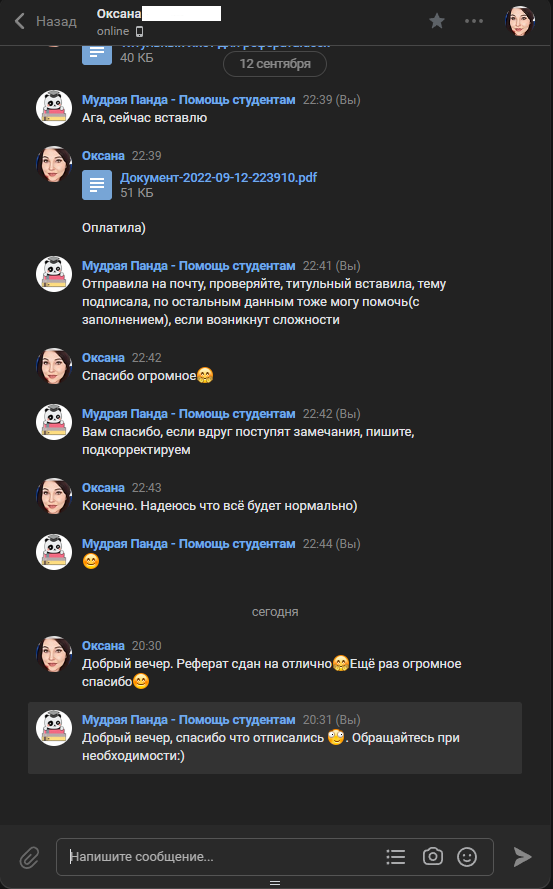 Назад
Оксана
online
40 КБ
12 сентября
Мудрая Панда - Помощь студентам 22:39 (Вы)
Ага, сейчас вставлю
Оксана 22:39
Документ-2022-09-12-223910.pdf
51 КБ
Оплатила)
Мудрая Панда - Помощь студентам 22:41 (Вы)
Отправила на почту, проверяйте, титульный вставила, тему
подписала, по остальным данным тоже могу помочь(с
заполнением), если возникнут сложности
Оксана 22:42
Спасибо огромное🤗
Мудрая Панда - Помощь студентам 22:42 (Вы)
Вам спасибо, если вдруг поступят замечания, пишите,
подкорректируем
Оксана 22:43
Конечно. Надеюсь что всё будет нормально)
Мудрая Панда - Помощь студентам 22:44 (Вы)
😊
сегодня
Оксана 20:30
Добрый вечер. Реферат сдан на отлично🤗Ещё раз огромное
спасибо😊
Мудрая Панда - Помощь студентам 20:31 (Вы)
Добрый вечер, спасибо что отписались 😳. Обращайтесь при
необходимости:)
Напишите сообщение...